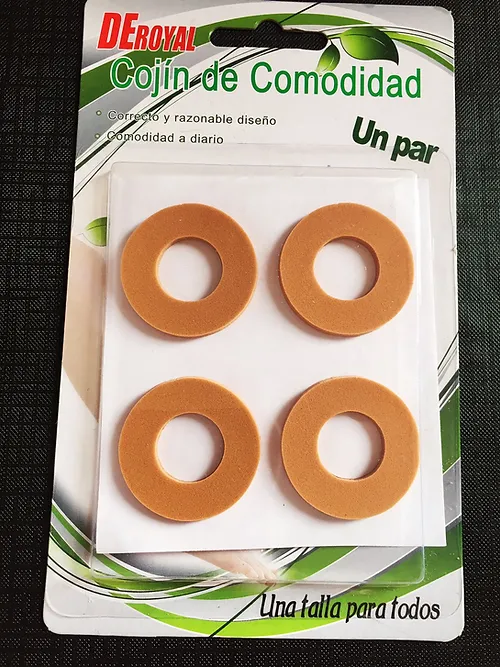 DEROYAL
Cojín de Comodidad
Correcto y razonable diseño
Comodidad a diario
Un par
Una talla para todos